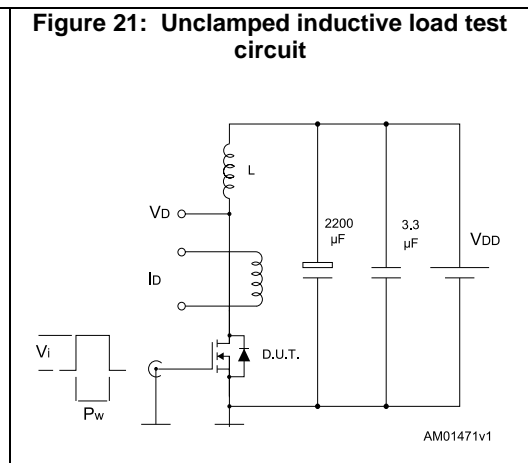 Figure 21: Unclamped inductive load test
circuit
L
VD
2200
µF
3.3
µF
VDD
ID
Vi
D.U.T.
Pw
AM01471v1